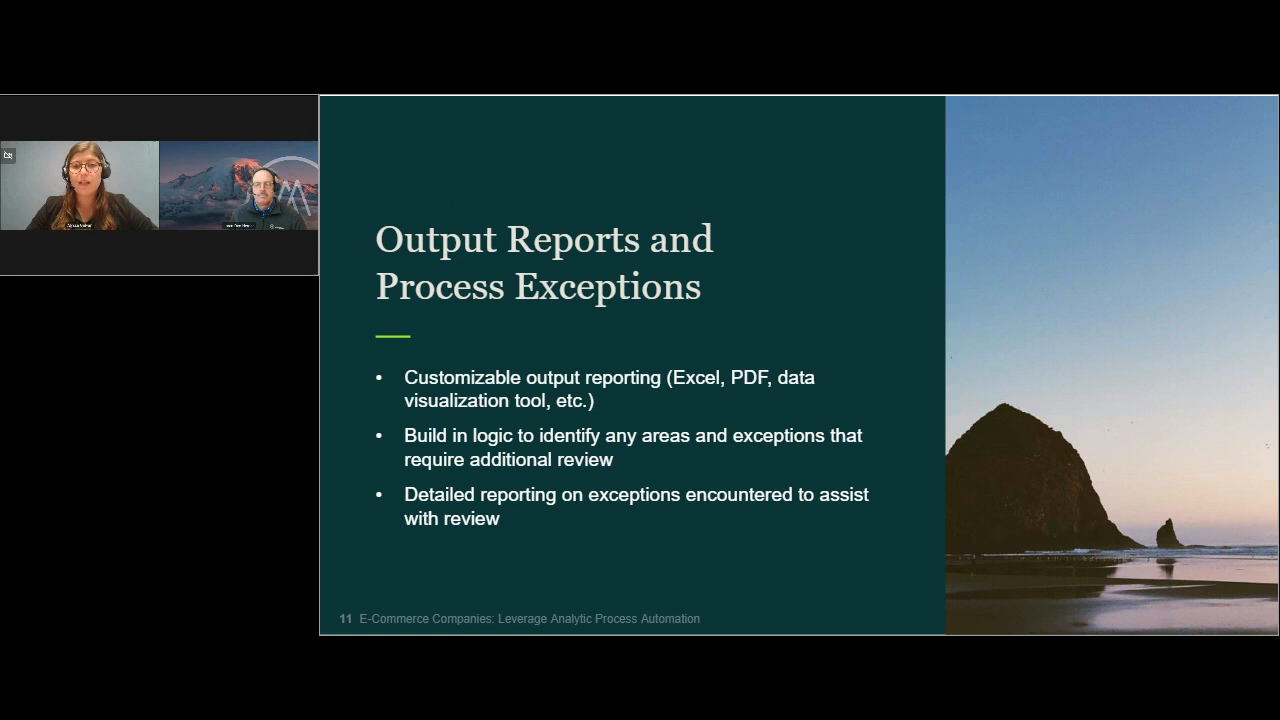 Output Reports and
Process Exceptions
• Customizable output reporting (Excel, PDF, data
visualization tool, etc.)
• Build in logic to identify any areas and exceptions that
require additional review
• Detailed reporting on exceptions encountered to assist
with review
11 E-Commerce Companies: Leverage Analytic Process Automation